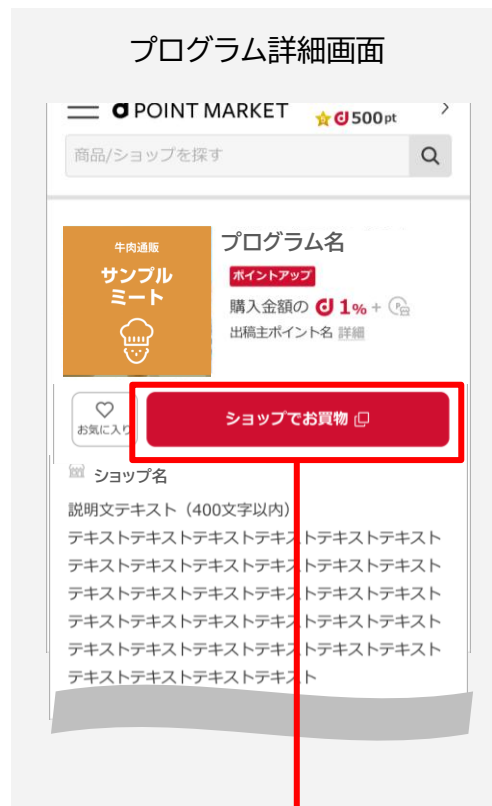 プログラム詳細画面
d POINT MARKET
d 500pt
商品/ショップを探す
牛肉通販
サンプル
ミート
プログラム名
ポイントアップ
購入金額の d 1% +
出稿主ポイント名 詳細
お気に入り
ショップでお買物
ショップ名
説明文テキスト（400文字以内）
テキストテキストテキストテキストテキストテキスト
テキストテキストテキストテキストテキストテキスト
テキストテキストテキストテキストテキストテキスト
テキストテキストテキストテキストテキストテキスト
テキストテキストテキストテキストテキストテキスト
テキストテキストテキストテキスト